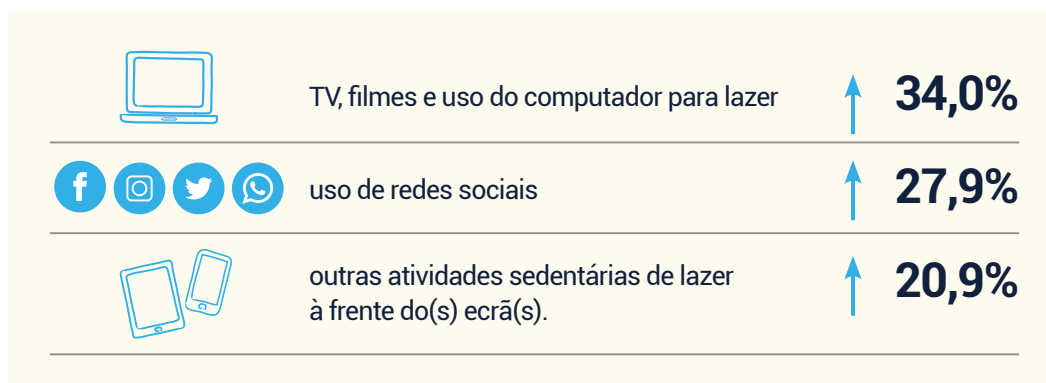 TV, filmes e uso do computador para lazer
34,0%
uso de redes sociais
27,9%
outras atividades sedentárias de lazer
à frente do(s) ecrã(s).
20,9%